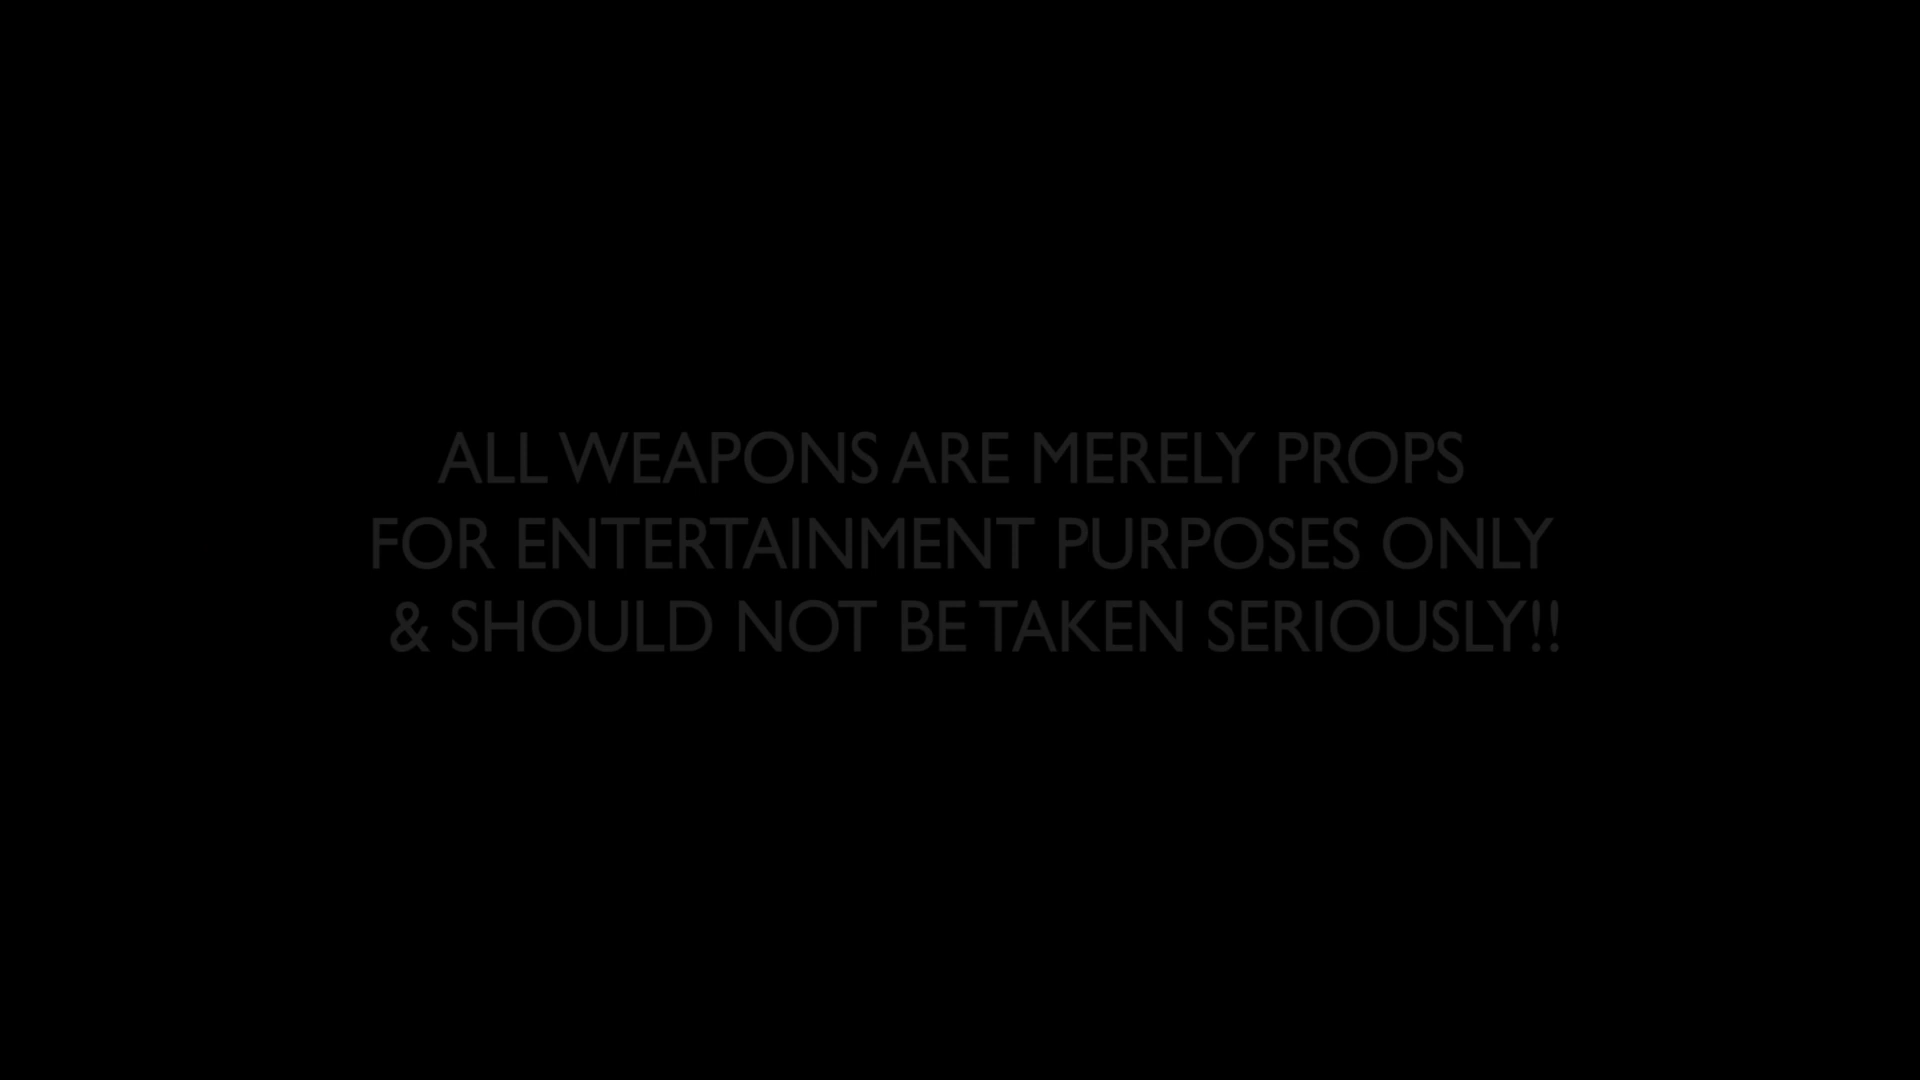 ALL WEAPONS ARE MERELY PROPS
FOR ENTERTAINMENT PURPOSES ONLY
& SHOULD NOT BE TAKEN SERIOUSLY!!